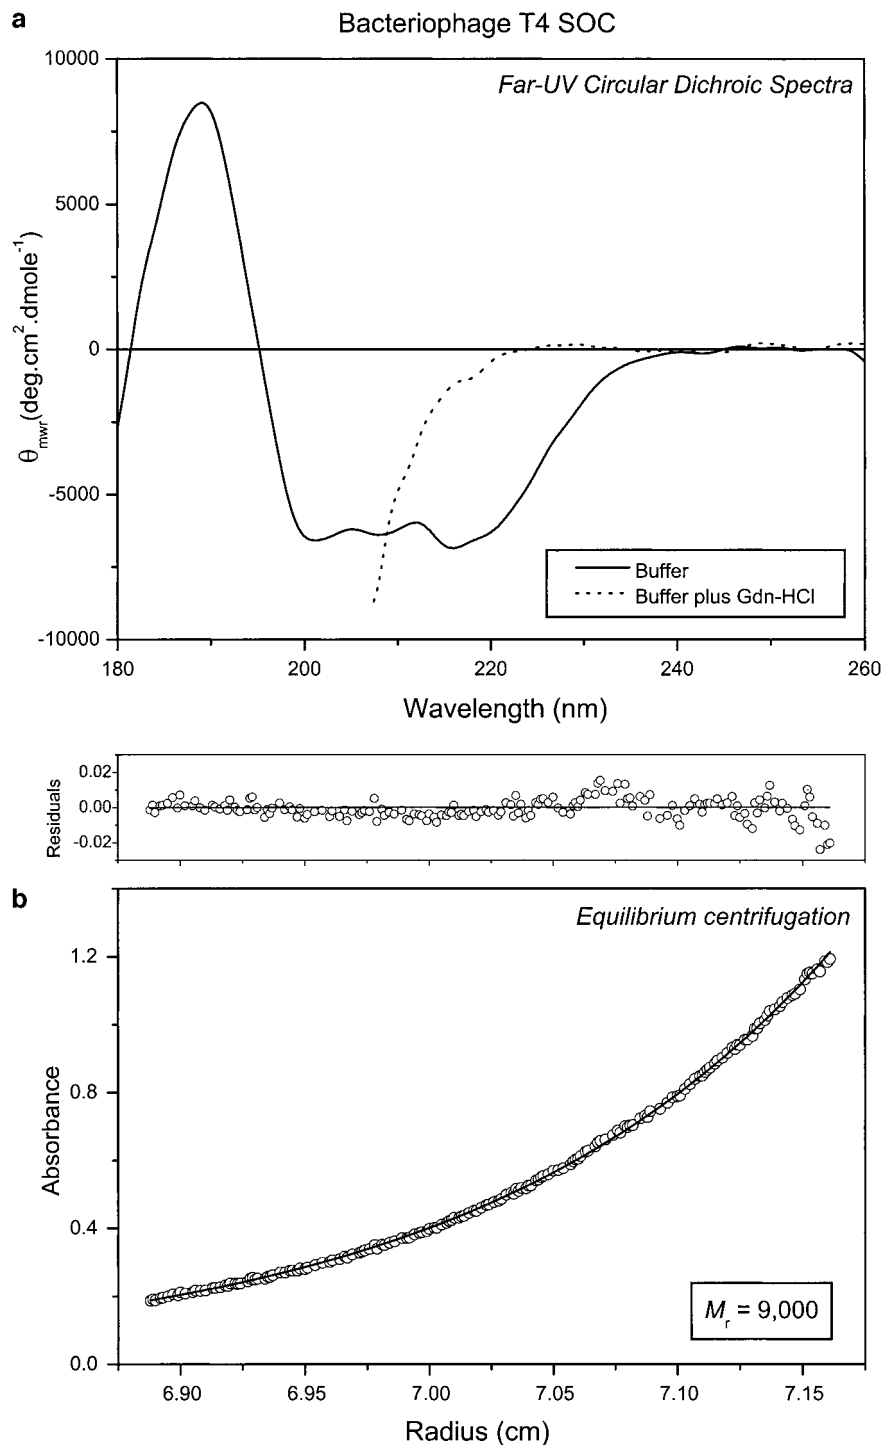 a
Bacteriophage T4 SOC
Far-UV Circular Dichroic Spectra
10000
5000
0
-5000
-10000
θmwr(deg.cm².dmole⁻¹)
Buffer
Buffer plus Gdn-HCl
180 200 220 240 260
Wavelength (nm)
Residuals
0.02
0.00
-0.02
b
Equilibrium centrifugation
1.2
0.8
0.4
0.0
Absorbance
Mr = 9,000
6.90 6.95 7.00 7.05 7.10 7.15
Radius (cm)